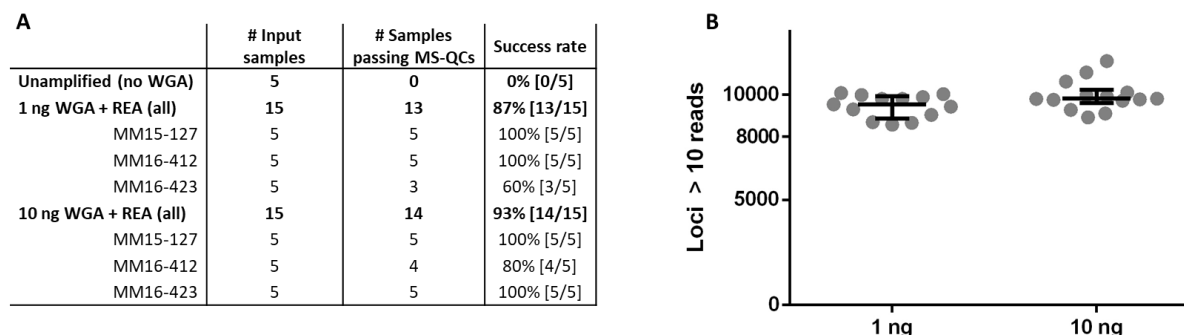 A
# Input samples | # Samples passing MS-QCs | Success rate
Unamplified (no WGA) 5 0 0% [0/5]
1 ng WGA + REA (all) 15 13 87% [13/15]
MM15-127 5 5 100% [5/5]
MM16-412 5 5 100% [5/5]
MM16-423 5 3 60% [3/5]
10 ng WGA + REA (all) 15 14 93% [14/15]
MM15-127 5 5 100% [5/5]
MM16-412 5 4 80% [4/5]
MM16-423 5 5 100% [5/5]
B
Loci > 10 reads
10000
8000
5000
0
1 ng 10 ng